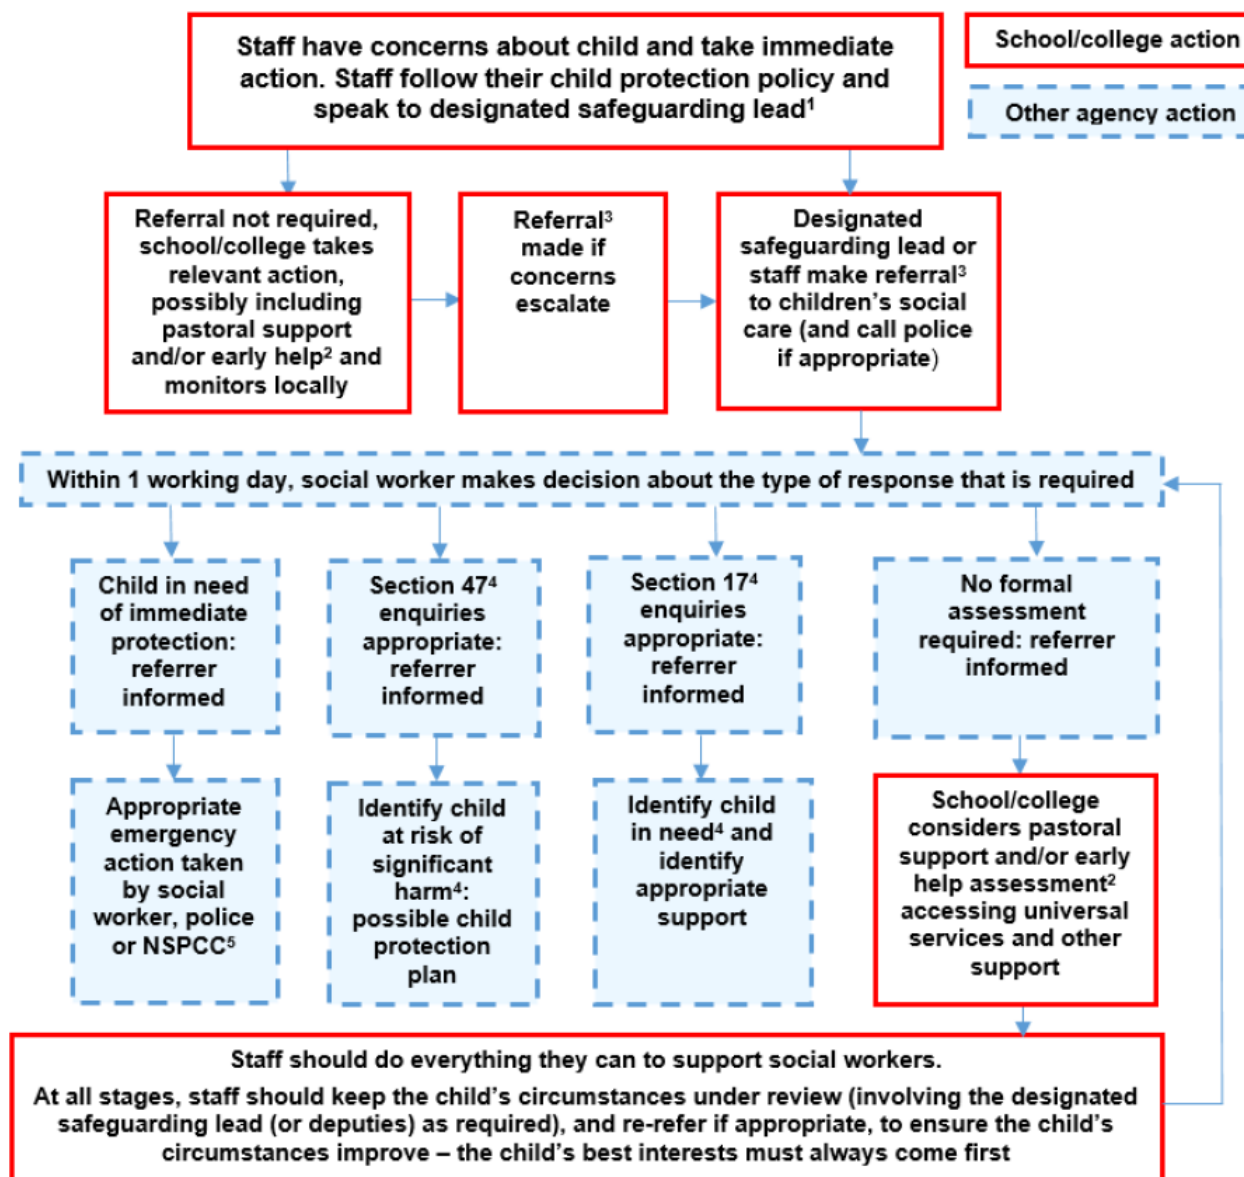 Staff have concerns about child and take immediate
action. Staff follow their child protection policy and
speak to designated safeguarding lead¹
School/college action
Other agency action
Referral not required,
school/college takes
relevant action,
possibly including
pastoral support
and/or early help² and
monitors locally
Referral³
made if
concerns
escalate
Designated
safeguarding lead or
staff make referral³
to children’s social
care (and call police
if appropriate)
Within 1 working day, social worker makes decision about the type of response that is required
Child in need
of immediate
protection:
referrer
informed
Section 47⁴
enquiries
appropriate:
referrer
informed
Section 17⁴
enquiries
appropriate:
referrer
informed
No formal
assessment
required: referrer
informed
Appropriate
emergency
action taken
by social
worker, police
or NSPCC⁵
Identify child
at risk of
significant
harm⁴:
possible child
protection
plan
Identify child
in need⁴ and
identify
appropriate
support
School/college
considers pastoral
support and/or early
help assessment²
accessing universal
services and other
support
Staff should do everything they can to support social workers.
At all stages, staff should keep the child’s circumstances under review (involving the designated
safeguarding lead (or deputies) as required), and re-refer if appropriate, to ensure the child’s
circumstances improve – the child’s best interests must always come first